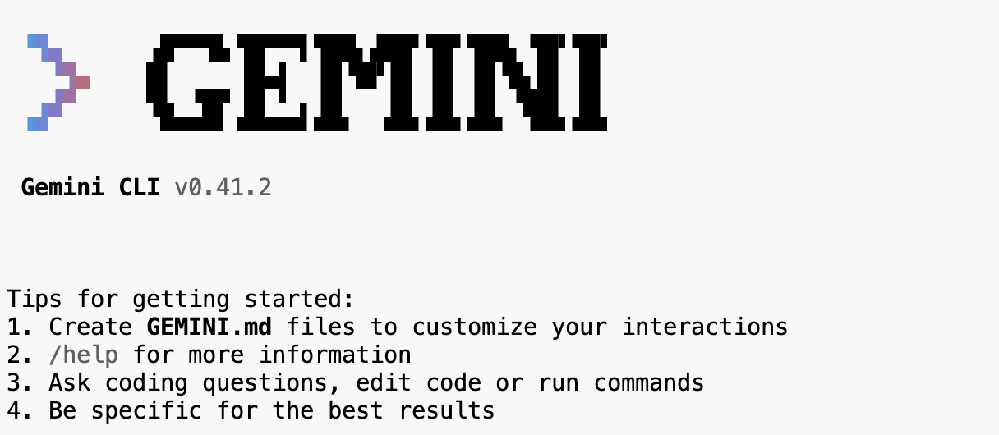 GEMINI
Gemini CLI v0.41.2
Tips for getting started:
1. Create GEMINI.md files to customize your interactions
2. /help for more information
3. Ask coding questions, edit code or run commands
4. Be specific for the best results